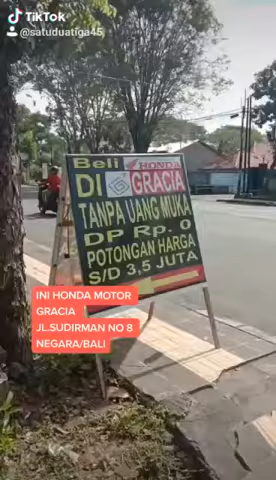 TikTok
@satuduatiga45
Beli HONDA
DI GRACIA
TANPA UANG MUKA
DP Rp. 0
POTONGAN HARGA
S/D 3,5 JUTA
INI HONDA MOTOR
GRACIA
JL.SUDIRMAN NO 8
NEGARA/BALI